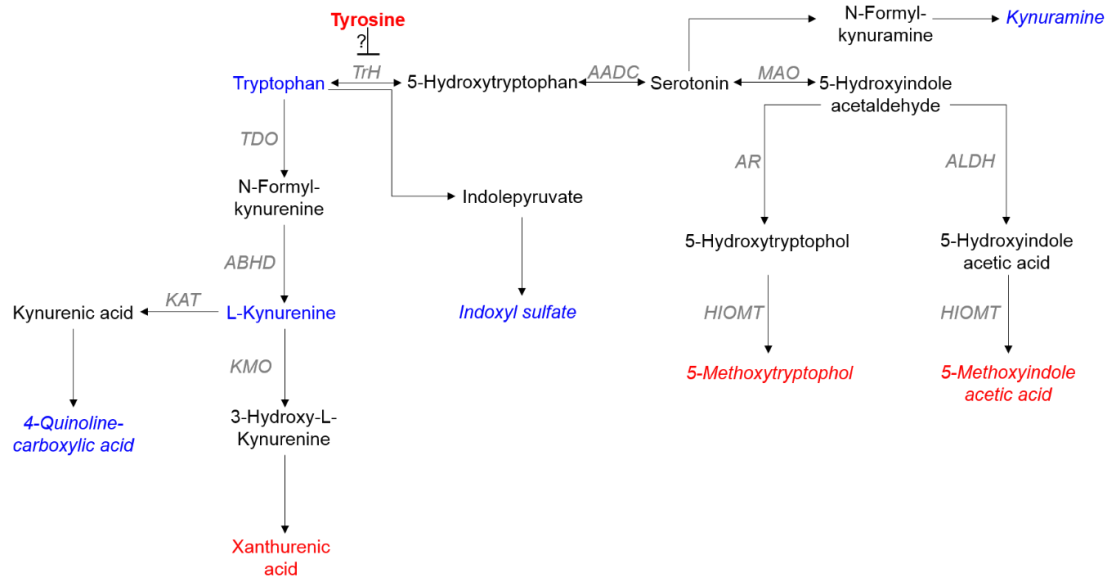 Tyrosine
?
N-Formyl-
kynuramine
Kynuramine
Tryptophan
TrH
5-Hydroxytryptophan
AADC
Serotonin
MAO
5-Hydroxyindole
acetaldehyde
TDO
AR
ALDH
N-Formyl-
kynurenine
Indolepyruvate
5-Hydroxytryptophol
5-Hydroxyindole
acetic acid
ABHD
Kynurenic acid
KAT
L-Kynurenine
Indoxyl sulfate
HIOMT
HIOMT
KMO
5-Methoxytryptophol
5-Methoxyindole
acetic acid
4-Quinoline-
carboxylic acid
3-Hydroxy-L-
Kynurenine
Xanthurenic
acid